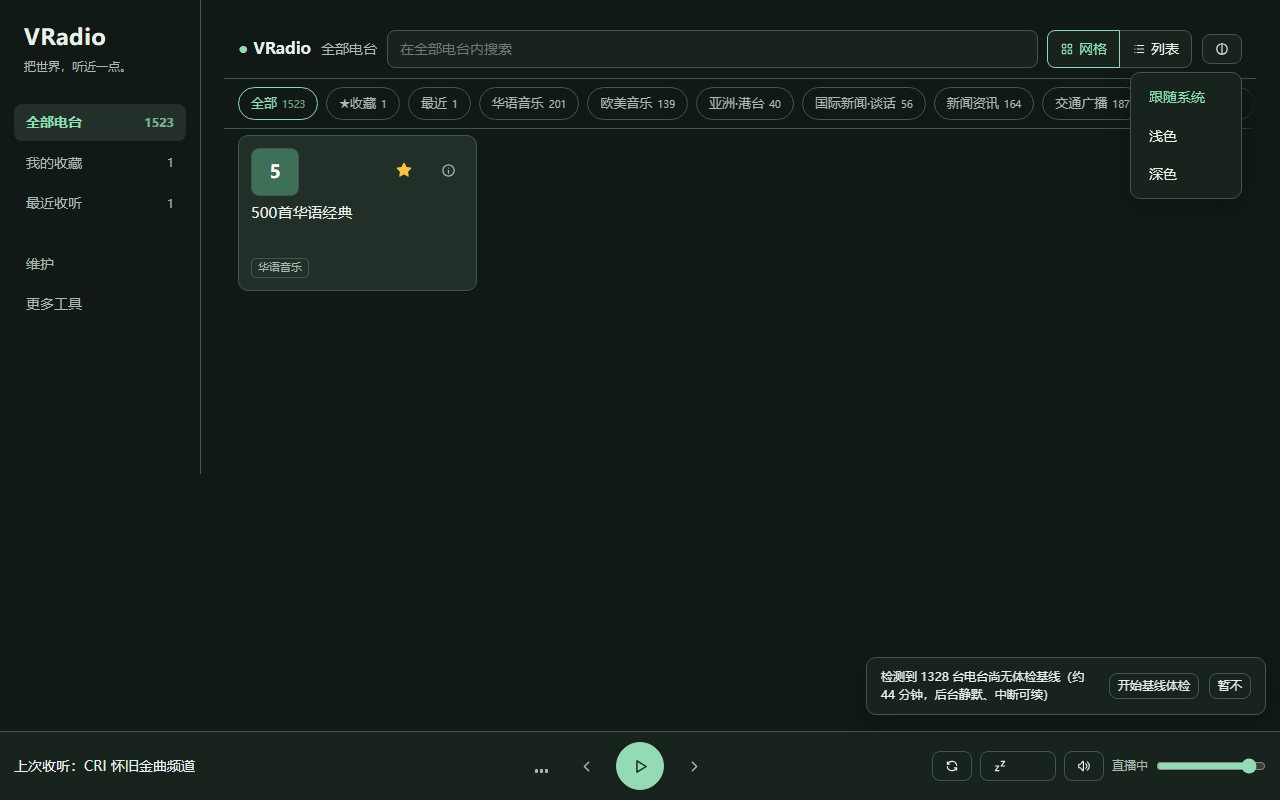 VRadio
把世界，听近一点。
全部电台 1523
我的收藏 1
最近收听 1
维护
更多工具
VRadio 全部电台 在全部电台内搜索 网格 列表
全部 1523 ★收藏 1 最近 1 华语音乐 201 欧美音乐 139 亚洲·港台 40 国际新闻·谈话 56 新闻资讯 164 交通广播 187
跟随系统
浅色
深色
5
500首华语经典
华语音乐
检测到 1328 台电台尚无体检基线（约
44 分钟，后台静默、中断可续）
开始基线体检 暂不
上次收听：CRI 怀旧金曲频道
zZ
直播中